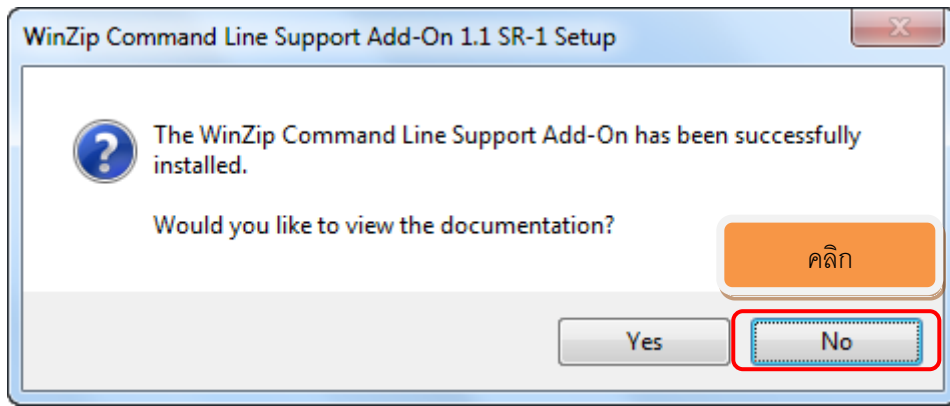 WinZip Command Line Support Add-On 1.1 SR-1 Setup
The WinZip Command Line Support Add-On has been successfully
installed.
Would you like to view the documentation?
คลิก
Yes
No